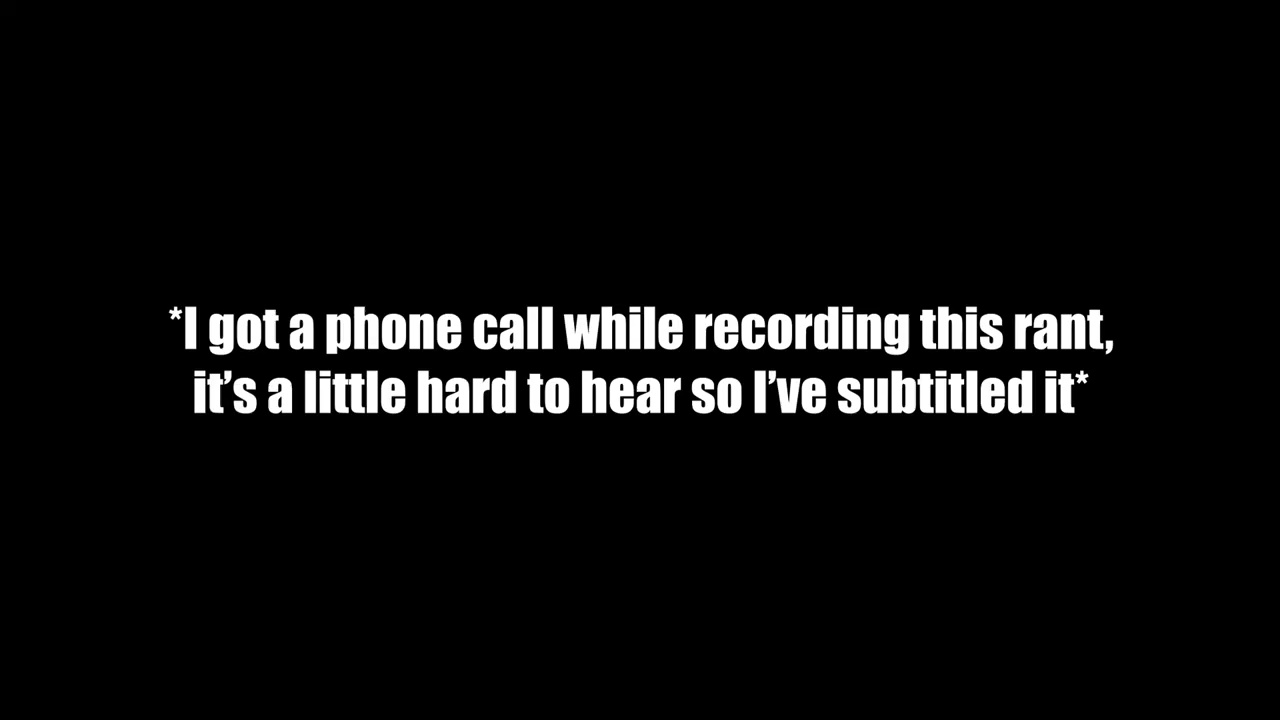 *I got a phone call while recording this rant,
it’s a little hard to hear so I’ve subtitled it*